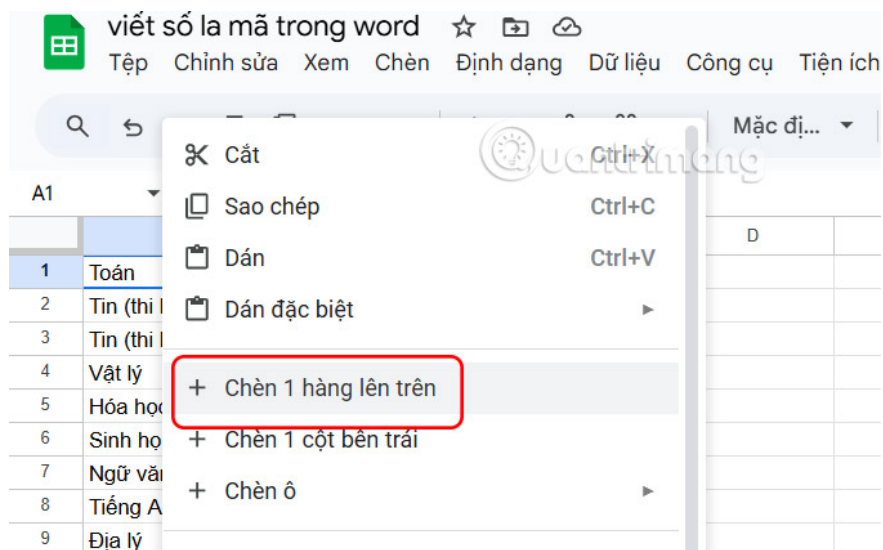 viết số la mã trong word
Tệp Chỉnh sửa Xem Chèn Định dạng Dữ liệu Công cụ Tiện ích
Mặc đị...
Cắt Ctrl+X
Quantrimang
A1
Sao chép Ctrl+C
D
Dán Ctrl+V
1 Toán
2 Tin (thi
Dán đặc biệt
3 Tin (thi
4 Vật lý
Chèn 1 hàng lên trên
5 Hóa học
6 Sinh họ
Chèn 1 cột bên trái
7 Ngữ vă
Chèn ô
8 Tiếng A
9 Địa lý